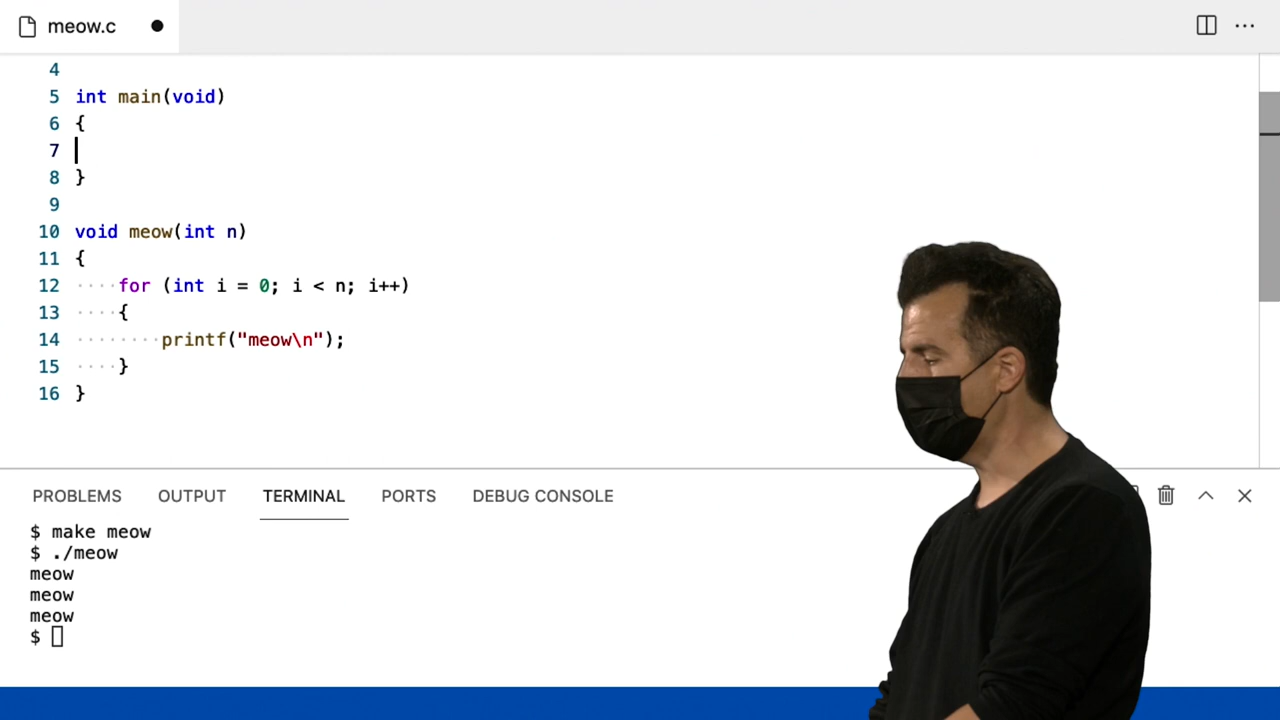 meow.c
4
5 int main(void)
6 {
7
8 }
9
10 void meow(int n)
11 {
12 ····for (int i = 0; i < n; i++)
13 ····{
14 ········printf("meow\n");
15 ····}
16 }
PROBLEMS OUTPUT TERMINAL PORTS DEBUG CONSOLE
$ make meow
$ ./meow
meow
meow
meow
$